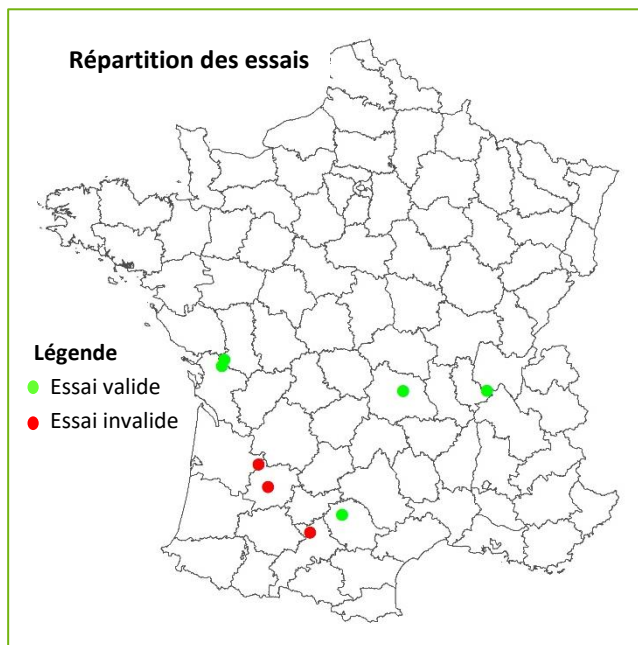 Répartition des essais
Légende
Essai valide
Essai invalide